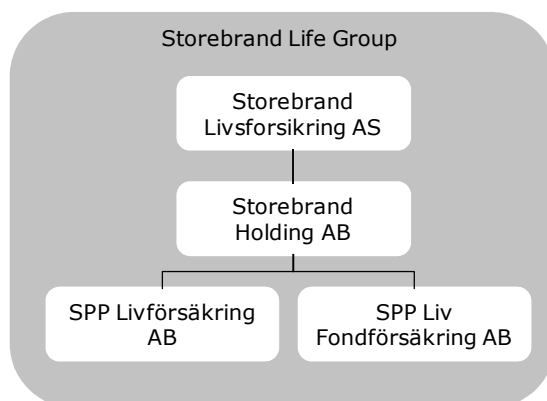 Storebrand Life Group
Storebrand
Livsforsikring AS
Storebrand
Holding AB
SPP Livförsäkring
AB
SPP Liv
Fondförsäkring AB